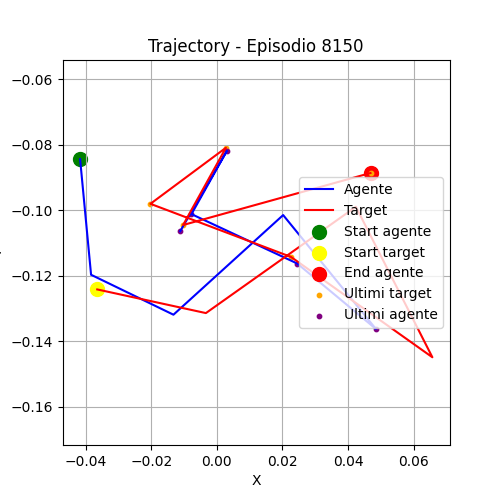 Trajectory - Episodio 8150
−0.06
−0.08
−0.10
−0.12
−0.14
−0.16
Agente
Target
Start agente
Start target
End agente
Ultimi target
Ultimi agente
−0.04
−0.02
0.00
0.02
0.04
0.06
X